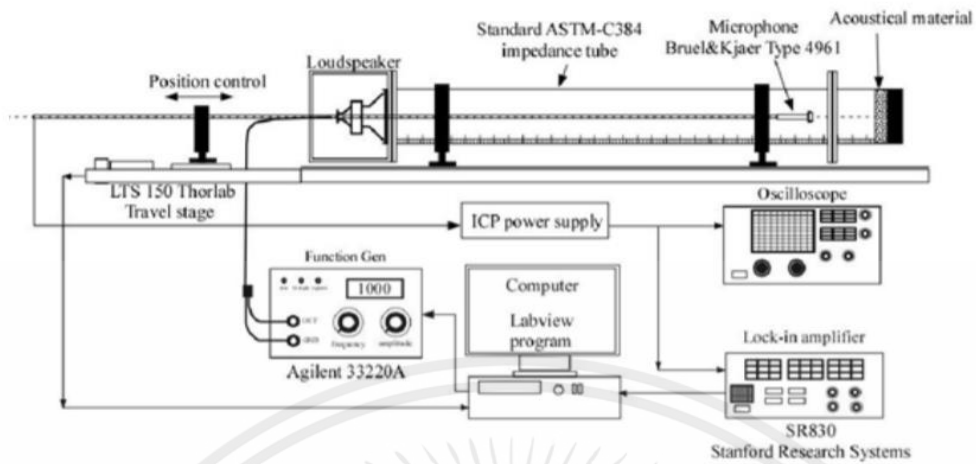 Standard ASTM-C384
impedance tube
Microphone
Bruel&Kjaer Type 4961
Acoustical material
Loudspeaker
Position control
LTS 150 Thorlab
Travel stage
ICP power supply
Oscilloscope
Function Gen
1000
OUT
GND
frequency
amplitude
Agilent 33220A
Computer
Labview
program
Lock-in amplifier
SR830
Stanford Research Systems